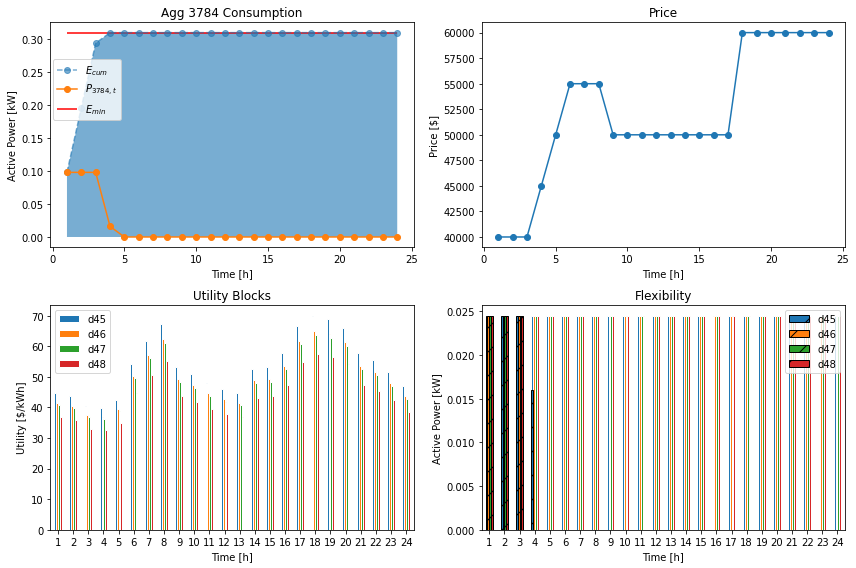 Agg 3784 Consumption
Active Power [kW]
0.30
0.25
0.20
0.15
0.10
0.05
0.00
E_cum
P_3784, t
E_min
0 5 10 15 20 25
Time [h]
Price
Price [$]
60000
57500
55000
52500
50000
47500
45000
42500
40000
0 5 10 15 20 25
Time [h]
Utility Blocks
Utility [$/kWh]
70
60
50
40
30
20
10
0
d45
d46
d47
d48
1 2 3 4 5 6 7 8 9 10 11 12 13 14 15 16 17 18 19 20 21 22 23 24
Time [h]
Flexibility
Active Power [kW]
0.025
0.020
0.015
0.010
0.005
0.000
d45
d46
d47
d48
1 2 3 4 5 6 7 8 9 10 11 12 13 14 15 16 17 18 19 20 21 22 23 24
Time [h]